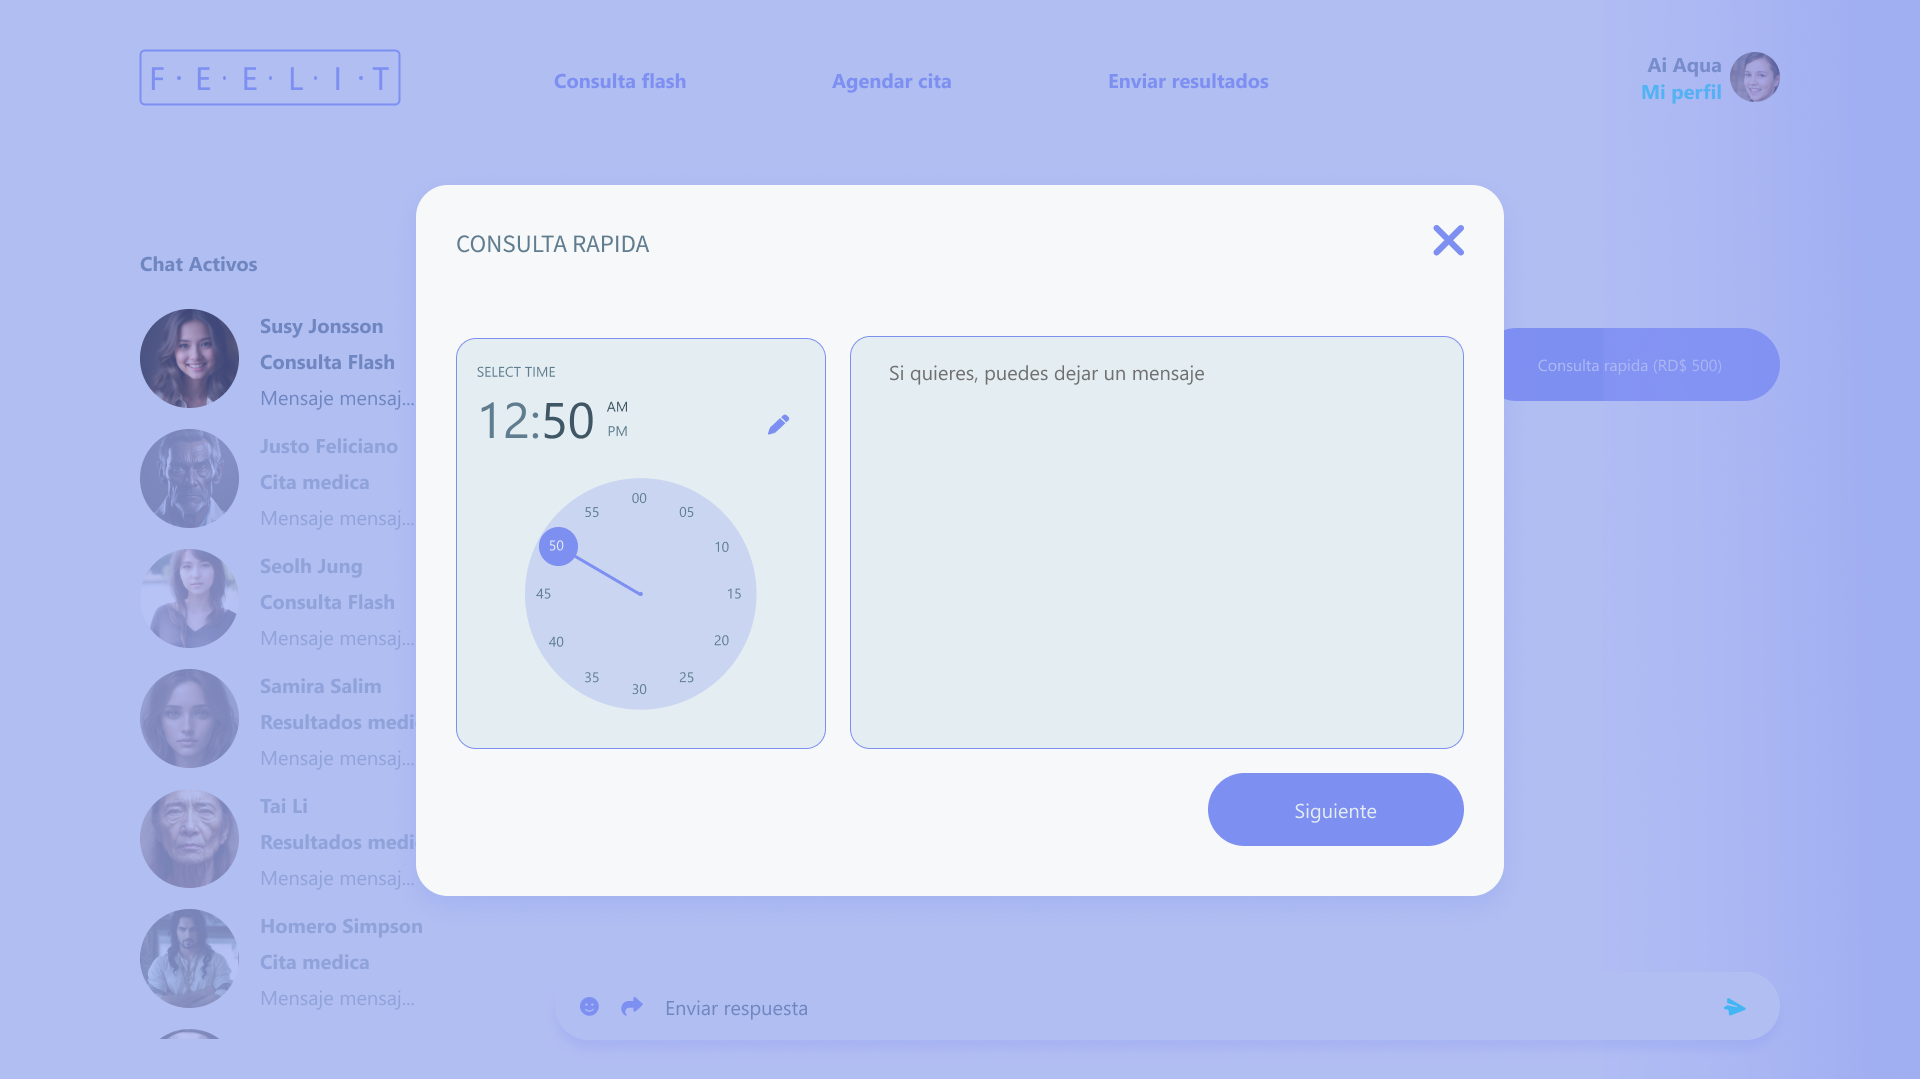 F·E·E·L·I·T
Consulta flash
Agendar cita
Enviar resultados
Ai Aqua
Mi perfil
Chat Activos
Susy Jonsson
Consulta Flash
Mensaje mensaj...
Justo Feliciano
Cita medica
Mensaje mensaj...
Seolh Jung
Consulta Flash
Mensaje mensaj...
Samira Salim
Resultados medi
Mensaje mensaj...
Tai Li
Resultados medi
Mensaje mensaj...
Homero Simpson
Cita medica
Mensaje mensaj...
CONSULTA RAPIDA
SELECT TIME
12:50
AM
PM
00
05
10
15
20
25
30
35
40
45
50
55
Si quieres, puedes dejar un mensaje
Siguiente
Consulta rapida (RD$ 500)
Enviar respuesta